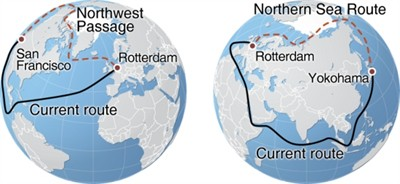 Northwest
Passage
San
Francisco
Rotterdam
Current route
Northern Sea Route
Rotterdam
Yokohama
Current route